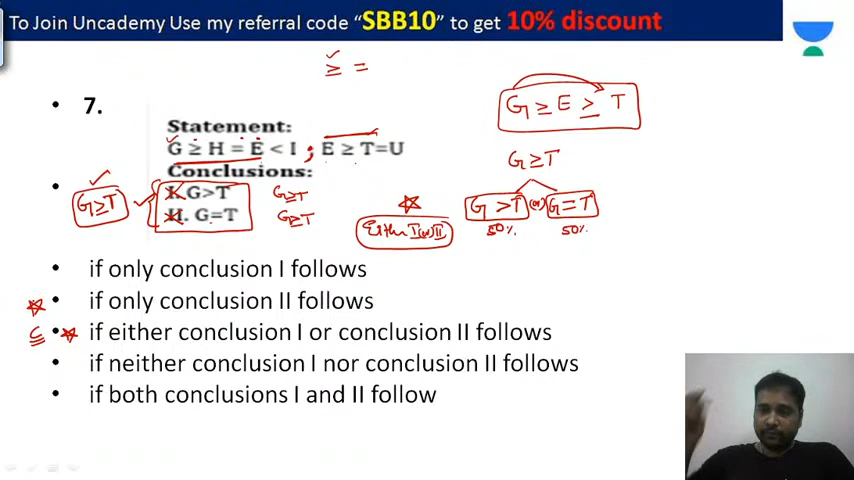 To Join Uncademy Use my referral code “SBB10” to get 10% discount
≥ =
7.
G ≥ E ≥ T
Statement:
G ≥ H = E < I ; E ≥ T=U
G ≥ T
Conclusions:
G≥T
I. G>T
G≥T
G > T (or) G = T
II. G=T
G≥T
Either I (or) II
50%. 50%.
• if only conclusion I follows
• if only conclusion II follows
C • if either conclusion I or conclusion II follows
• if neither conclusion I nor conclusion II follows
• if both conclusions I and II follow